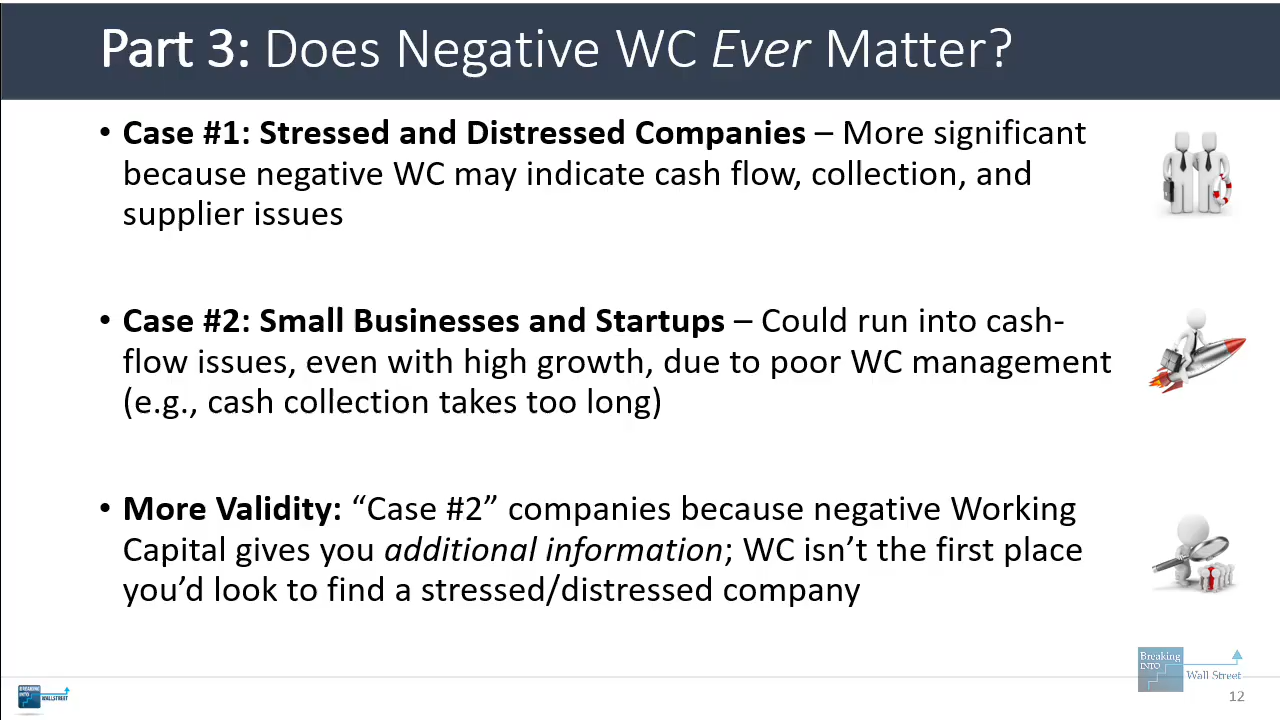 Part 3: Does Negative WC Ever Matter?
• Case #1: Stressed and Distressed Companies – More significant
because negative WC may indicate cash flow, collection, and
supplier issues
• Case #2: Small Businesses and Startups – Could run into cash-
flow issues, even with high growth, due to poor WC management
(e.g., cash collection takes too long)
• More Validity: “Case #2” companies because negative Working
Capital gives you additional information; WC isn’t the first place
you’d look to find a stressed/distressed company
Breaking
INTO
Wall Street
BREAKING
INTO
WALLSTREET
12